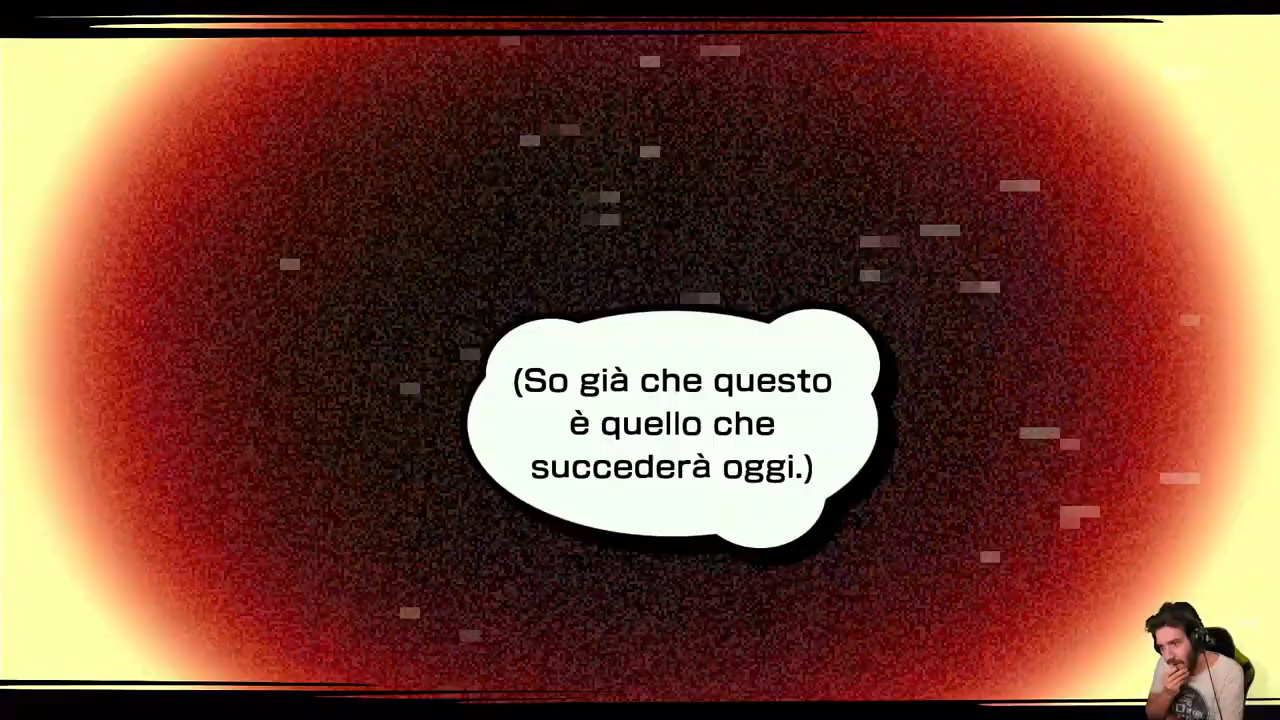 (So già che questo
è quello che
succederà oggi.)